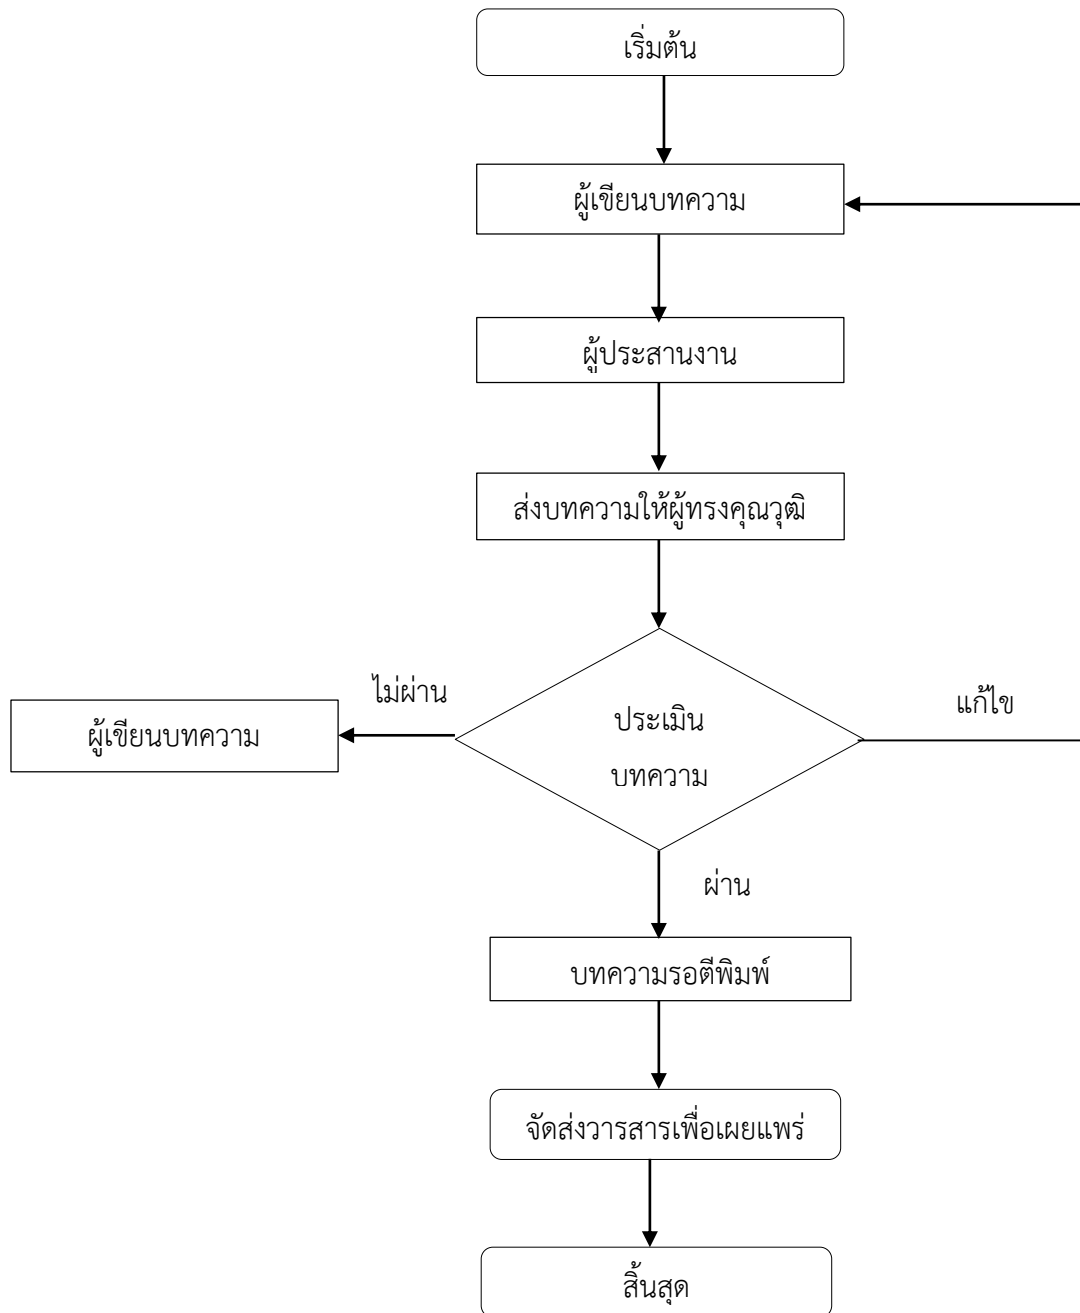 เริ่มต้น
ผู้เขียนบทความ
ผู้ประสานงาน
ส่งบทความให้ผู้ทรงคุณวุฒิ
ไม่ผ่าน
แก้ไข
ผู้เขียนบทความ
ประเมิน
บทความ
ผ่าน
บทความรอตีพิมพ์
จัดส่งวารสารเพื่อเผยแพร่
สิ้นสุด